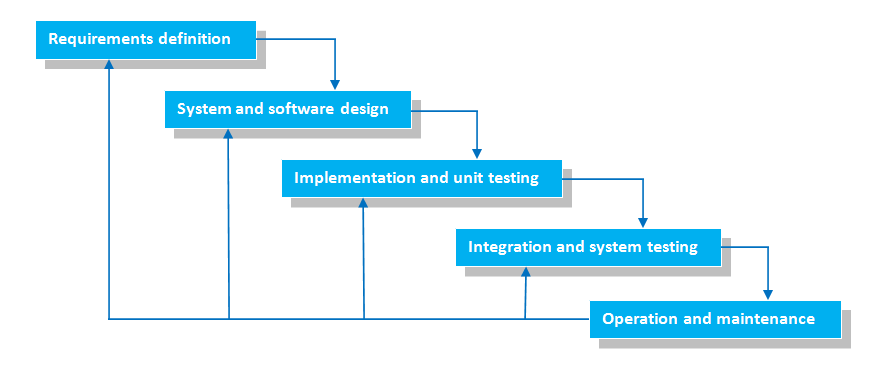 Requirements definition
System and software design
Implementation and unit testing
Integration and system testing
Operation and maintenance